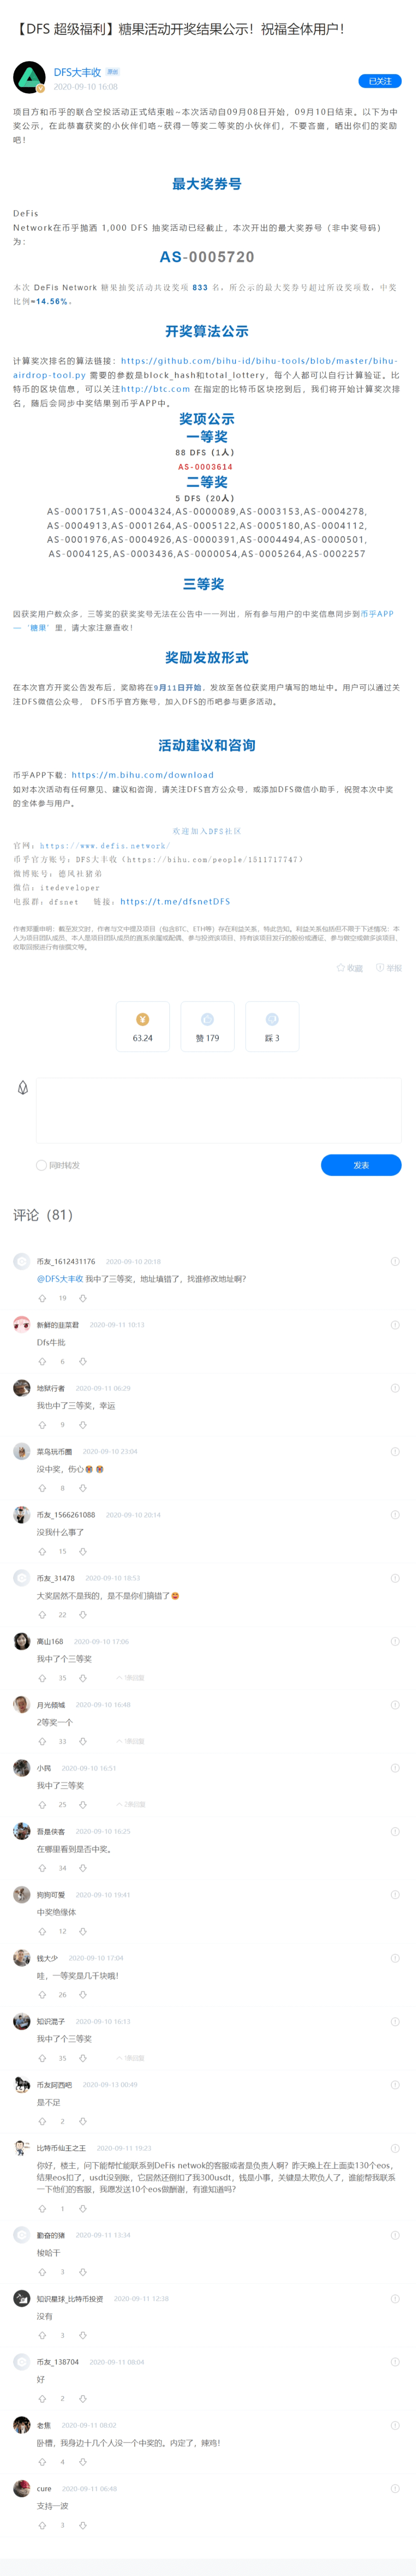 【DFS 超级福利】糖果活动开奖结果公示！祝福全体用户！
DFS大丰收
已关注
2020-09-10 16:08
项目方和币乎的联合空投活动正式结束啦~本次活动自09月08日开始，09月10日结束。以下为中
奖公示，在此恭喜获奖的小伙伴们咯~获得一等奖二等奖的小伙伴们，不要吝啬，晒出你们的奖励
吧！
最大奖券号
DeFis
Network在币乎抛洒 1,000 DFS 抽奖活动已经截止，本次开出的最大奖券号（非中奖号码）
为：
AS-0005720
本次 DeFis Network 糖果抽奖活动共设奖项 833 名，所公示的最大奖券号超过所设奖项数，中奖
比例≈14.56%。
开奖算法公示
计算奖次排名的算法链接：https://github.com/bihu-id/bihu-tools/blob/master/bihu-
airdrop-tool.py 需要的参数是block_hash和total_lottery，每个人都可以自行计算验证。比
特币的区块信息，可以关注http://btc.com 在指定的比特币区块挖到后，我们将开始计算奖次排
名，随后会同步中奖结果到币乎APP中。
奖项公示
一等奖
88 DFS（1人）
AS-0003614
二等奖
5 DFS（20人）
AS-0001751,AS-0004324,AS-0000089,AS-0003153,AS-0004278,
AS-0004913,AS-0001264,AS-0005122,AS-0005180,AS-0004112,
AS-0001976,AS-0004926,AS-0000391,AS-0004494,AS-0000501,
AS-0004125,AS-0003436,AS-0000054,AS-0005264,AS-0002257
三等奖
因获奖用户数众多，三等奖的获奖奖号无法在公告中一一列出，所有参与用户的中奖信息同步到币乎APP
—‘糖果’里，请大家注意查收！
奖励发放形式
在本次官方开奖公告发布后，奖励将在9月11日开始，发放至各位获奖用户填写的地址中。用户可以通过关
注DFS微信公众号， DFS币乎官方账号，加入DFS的币吧参与更多活动。
活动建议和咨询
币乎APP下载：https://m.bihu.com/download
如对本次活动有任何意见、建议和咨询，请关注DFS官方公众号，或添加DFS微信小助手，祝贺本次中奖
的全体参与用户。
欢迎加入DFS社区
官网：https://www.defis.network/
币乎官方账号：DFS大丰收（https://bihu.com/people/1511717747）
微博账号：德风社猪弟
微信：itedeveloper
电报群：dfsnet 链接：https://t.me/dfsnetDFS
作者郑重申明：截至发文时，作者与文中提及项目（包含BTC、ETH等）存在利益关系，特此告知。利益关系包括但不限于下述情况：本
人为项目团队成员，本人是项目团队成员的直系亲属或配偶，参与投资该项目，持有该项目发行的股份或通证，参与做空或做多该项目，
收取回报进行有偿撰文等。
收藏 举报
63.24 赞 179 踩 3
同时转发
发表
评论（81）
币友_1612431176 2020-09-10 20:18
@DFS大丰收 我中了三等奖，地址填错了，找谁修改地址啊？
19
新鲜的韭菜君 2020-09-11 10:13
Dfs牛批
6
地狱行者 2020-09-11 06:29
我也中了三等奖，幸运
9
菜鸟玩币圈 2020-09-10 23:04
没中奖，伤心
8
币友_1566261088 2020-09-10 20:14
没我什么事了
15
币友_31478 2020-09-10 18:53
大奖居然不是我的，是不是你们搞错了
22
高山168 2020-09-10 17:06
我中了个三等奖
35 1条回复
月光倾城 2020-09-10 16:48
2等奖一个
33 1条回复
小民 2020-09-10 16:51
我中了三等奖
25 2条回复
吾是侠客 2020-09-10 16:25
在哪里看到是否中奖。
34
狗狗可爱 2020-09-10 19:41
中奖绝缘体
12
钱大少 2020-09-10 17:04
哇，一等奖是几千块哦！
26
知识混子 2020-09-10 16:13
我中了个三等奖
35 1条回复
币友阿西吧 2020-09-13 00:49
是不足
2
比特币仙王之王 2020-09-11 19:23
你好，楼主，问下能帮忙能联系到DeFis netwok的客服或者是负责人啊？昨天晚上在上面卖130个eos，
结果eos扣了，usdt没到账，它居然还倒扣了我300usdt，钱是小事，关键是太欺负人了，谁能帮我联系
一下他们的客服，我愿发送10个eos做酬谢，有谁知道吗？
1
勤奋的猪 2020-09-11 13:34
梭哈干
3
知识星球_比特币投资 2020-09-11 12:38
没有
3
币友_138704 2020-09-11 08:04
好
2
老焦 2020-09-11 08:02
卧槽，我身边十几个人没一个中奖的。内定了，辣鸡！
4
cure 2020-09-11 06:48
支持一波
3